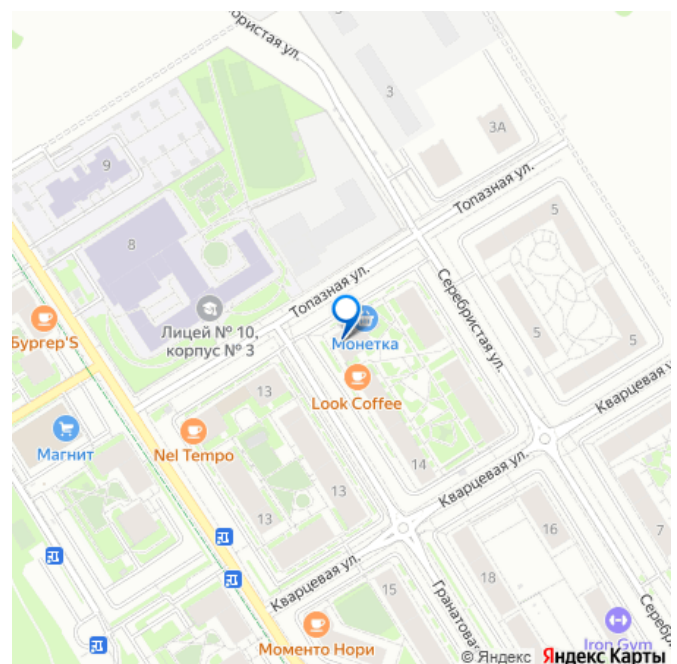 ористая ул.
3
3А
9
Топазная ул.
5
8
Серебристая ул.
Топазная ул.
Бургер'S
Лицей № 10,
корпус № 3
Монетка
5
5
13
Look Coffee
Кварцевая у
Магнит
Nel Tempo
14
Кварцевая ул.
13
13
16
7
18
Кварцевая ул.
15
Гранатовая
Сереб
Моменто Нори
Iron Gym
© Яндекс Яндекс Карты